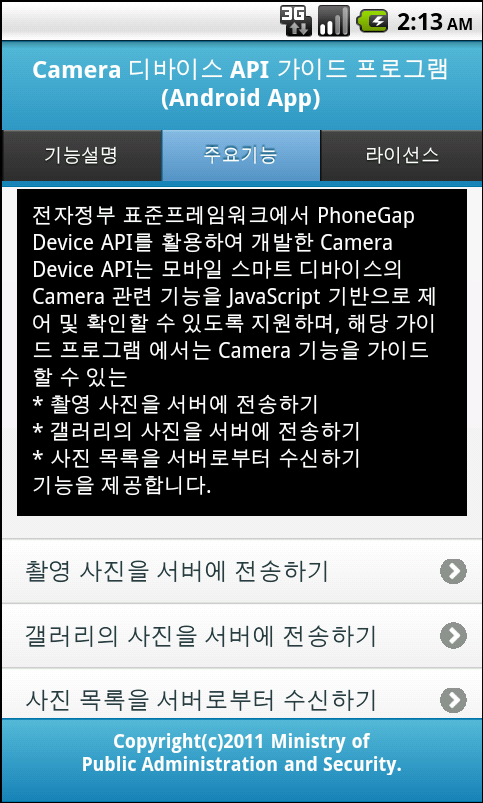 3G
2:13 AM
Camera 디바이스 API 가이드 프로그램
(Android App)
기능설명
주요기능
라이선스
전자정부 표준프레임워크에서 PhoneGap
Device API를 활용하여 개발한 Camera
Device API는 모바일 스마트 디바이스의
Camera 관련 기능을 JavaScript 기반으로 제
어 및 확인할 수 있도록 지원하며, 해당 가이
드 프로그램 에서는 Camera 기능을 가이드
할 수 있는
* 촬영 사진을 서버에 전송하기
* 갤러리의 사진을 서버에 전송하기
* 사진 목록을 서버로부터 수신하기
기능을 제공합니다.
촬영 사진을 서버에 전송하기
갤러리의 사진을 서버에 전송하기
사진 목록을 서버로부터 수신하기
Copyright(c)2011 Ministry of
Public Administration and Security.